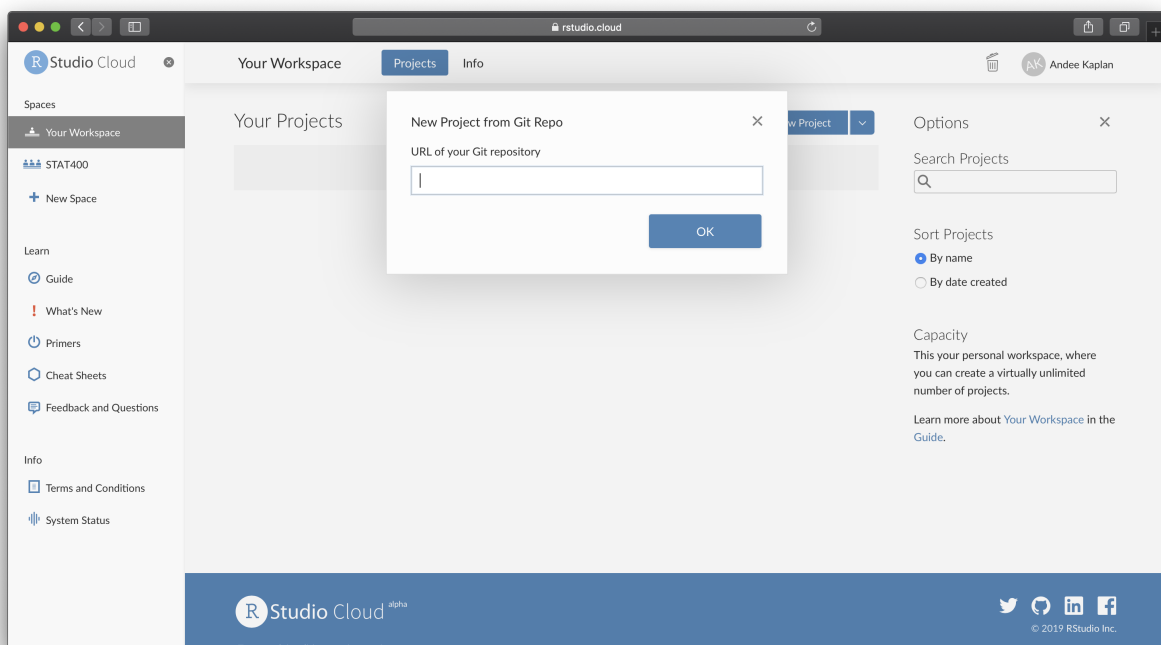 rstudio.cloud
R Studio Cloud
Spaces
Your Workspace
STAT400
New Space
Learn
Guide
What's New
Primers
Cheat Sheets
Feedback and Questions
Info
Terms and Conditions
System Status
Your Workspace
Projects
Info
AK
Andee Kaplan
Your Projects
w Project
New Project from Git Repo
URL of your Git repository
OK
Options
Search Projects
Sort Projects
By name
By date created
Capacity
This your personal workspace, where
you can create a virtually unlimited
number of projects.
Learn more about Your Workspace in the
Guide.
R Studio Cloud alpha
© 2019 RStudio Inc.